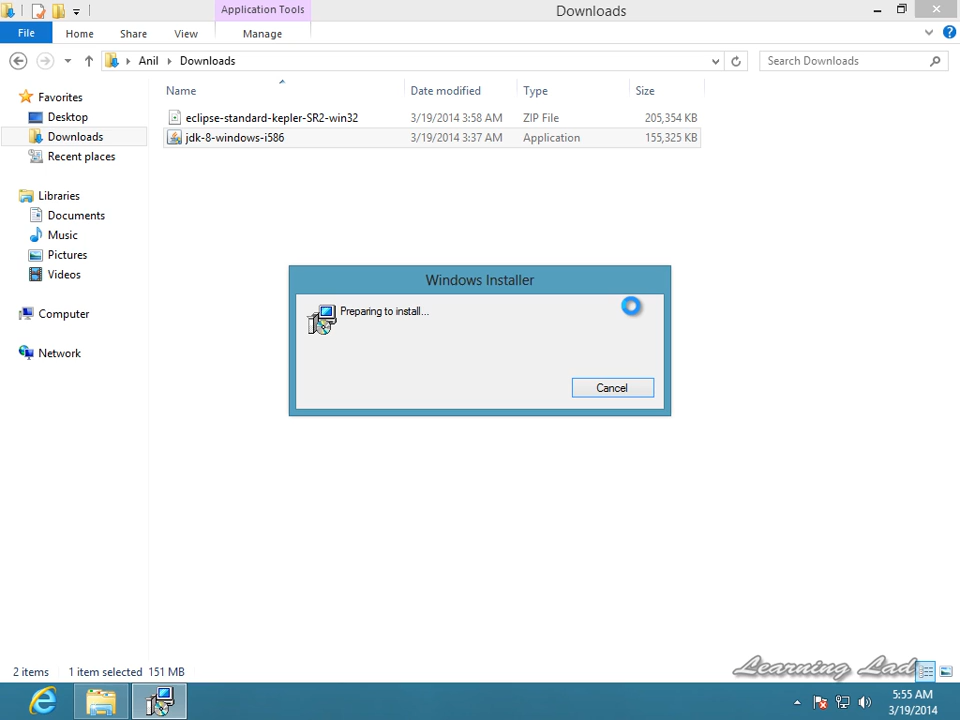 Application Tools
Downloads
File Home Share View Manage
Anil Downloads
Search Downloads
Name Date modified Type Size
Favorites
Desktop
Downloads
Recent places
Libraries
Documents
Music
Pictures
Videos
Computer
Network
eclipse-standard-kepler-SR2-win32 3/19/2014 3:58 AM ZIP File 205,354 KB
jdk-8-windows-i586 3/19/2014 3:37 AM Application 155,325 KB
Windows Installer
Preparing to install...
Cancel
2 items 1 item selected 151 MB
Learning Lad
5:55 AM
3/19/2014